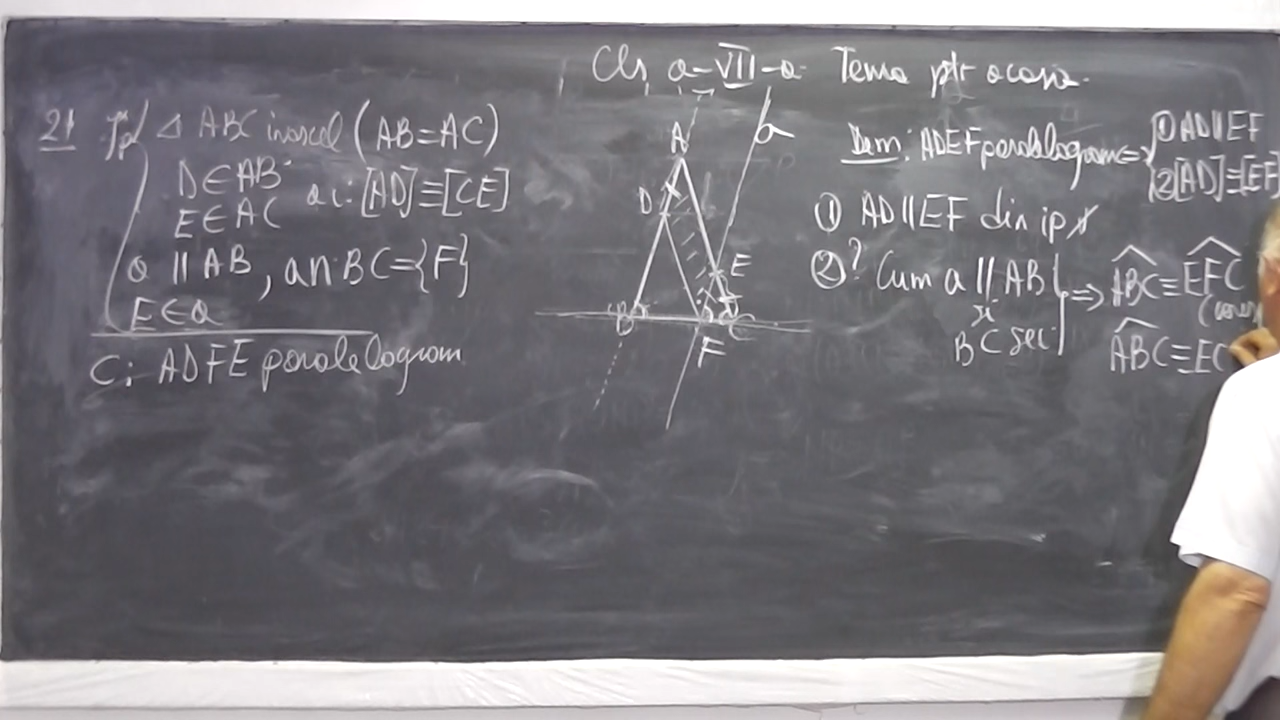 Cls a-VII-a Tema ptr acasa
21 Ip/ △ ABC isoscel (AB=AC)
D∈AB
E∈AC
a.i: [AD]≡[CE]
a ∥ AB, a∩BC={F}
E∈a
C: ADFE paralelogram
A
a
D
E
B
C
F
Dem: ADEF paralelogram=>
① AD∥EF
2[AD]≡[EF
① AD∥EF din ip
②? Cum a ∥ AB
și
BC sec
=> ABC≡EFC
ABC≡EC